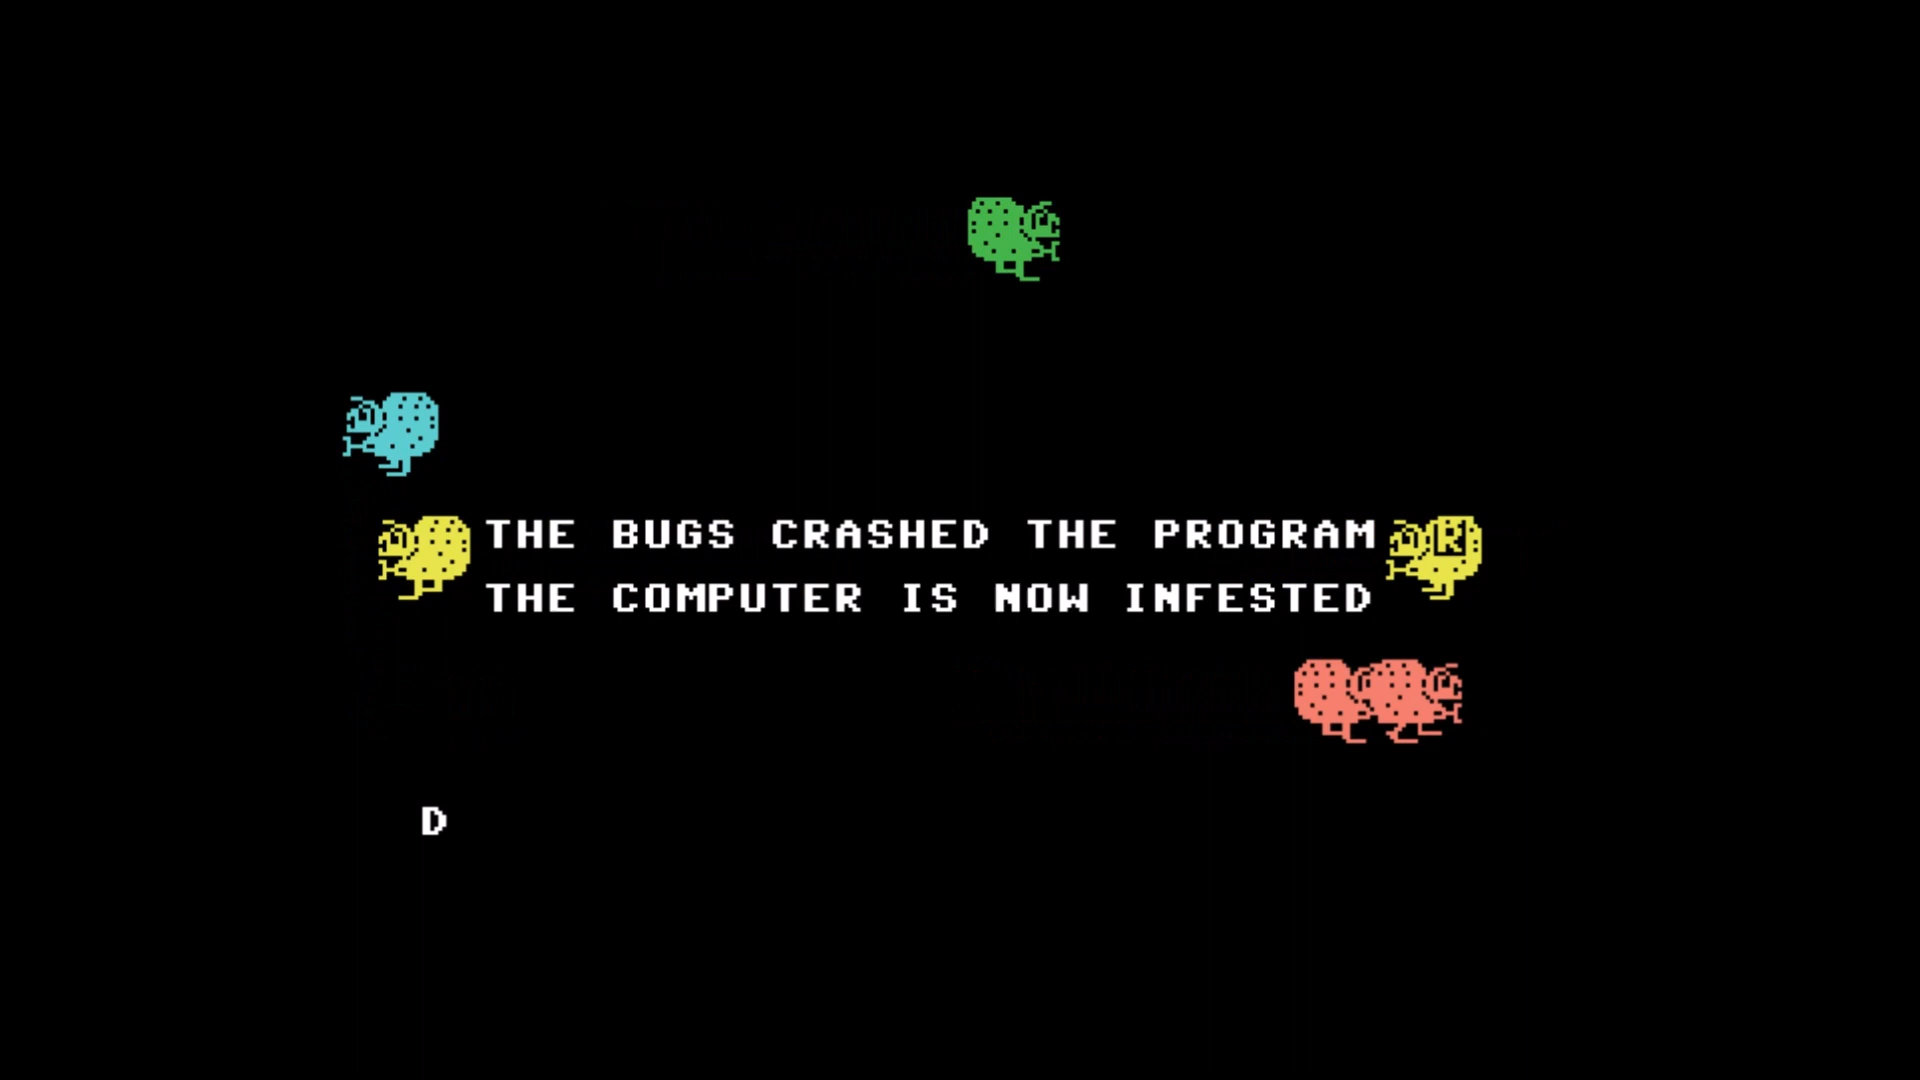 THE BUGS CRASHED THE PROGRAM
R
THE COMPUTER IS NOW INFESTED
D